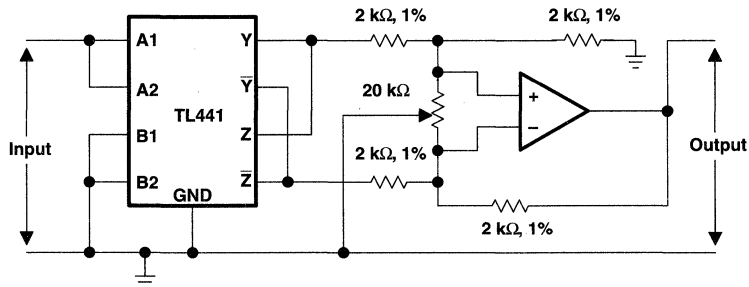 2 kΩ, 1%
2 kΩ, 1%
A1
Y
A2
Y̅
20 kΩ
+
TL441
B1
Z
−
Input
2 kΩ, 1%
Output
B2
Z̅
GND
2 kΩ, 1%